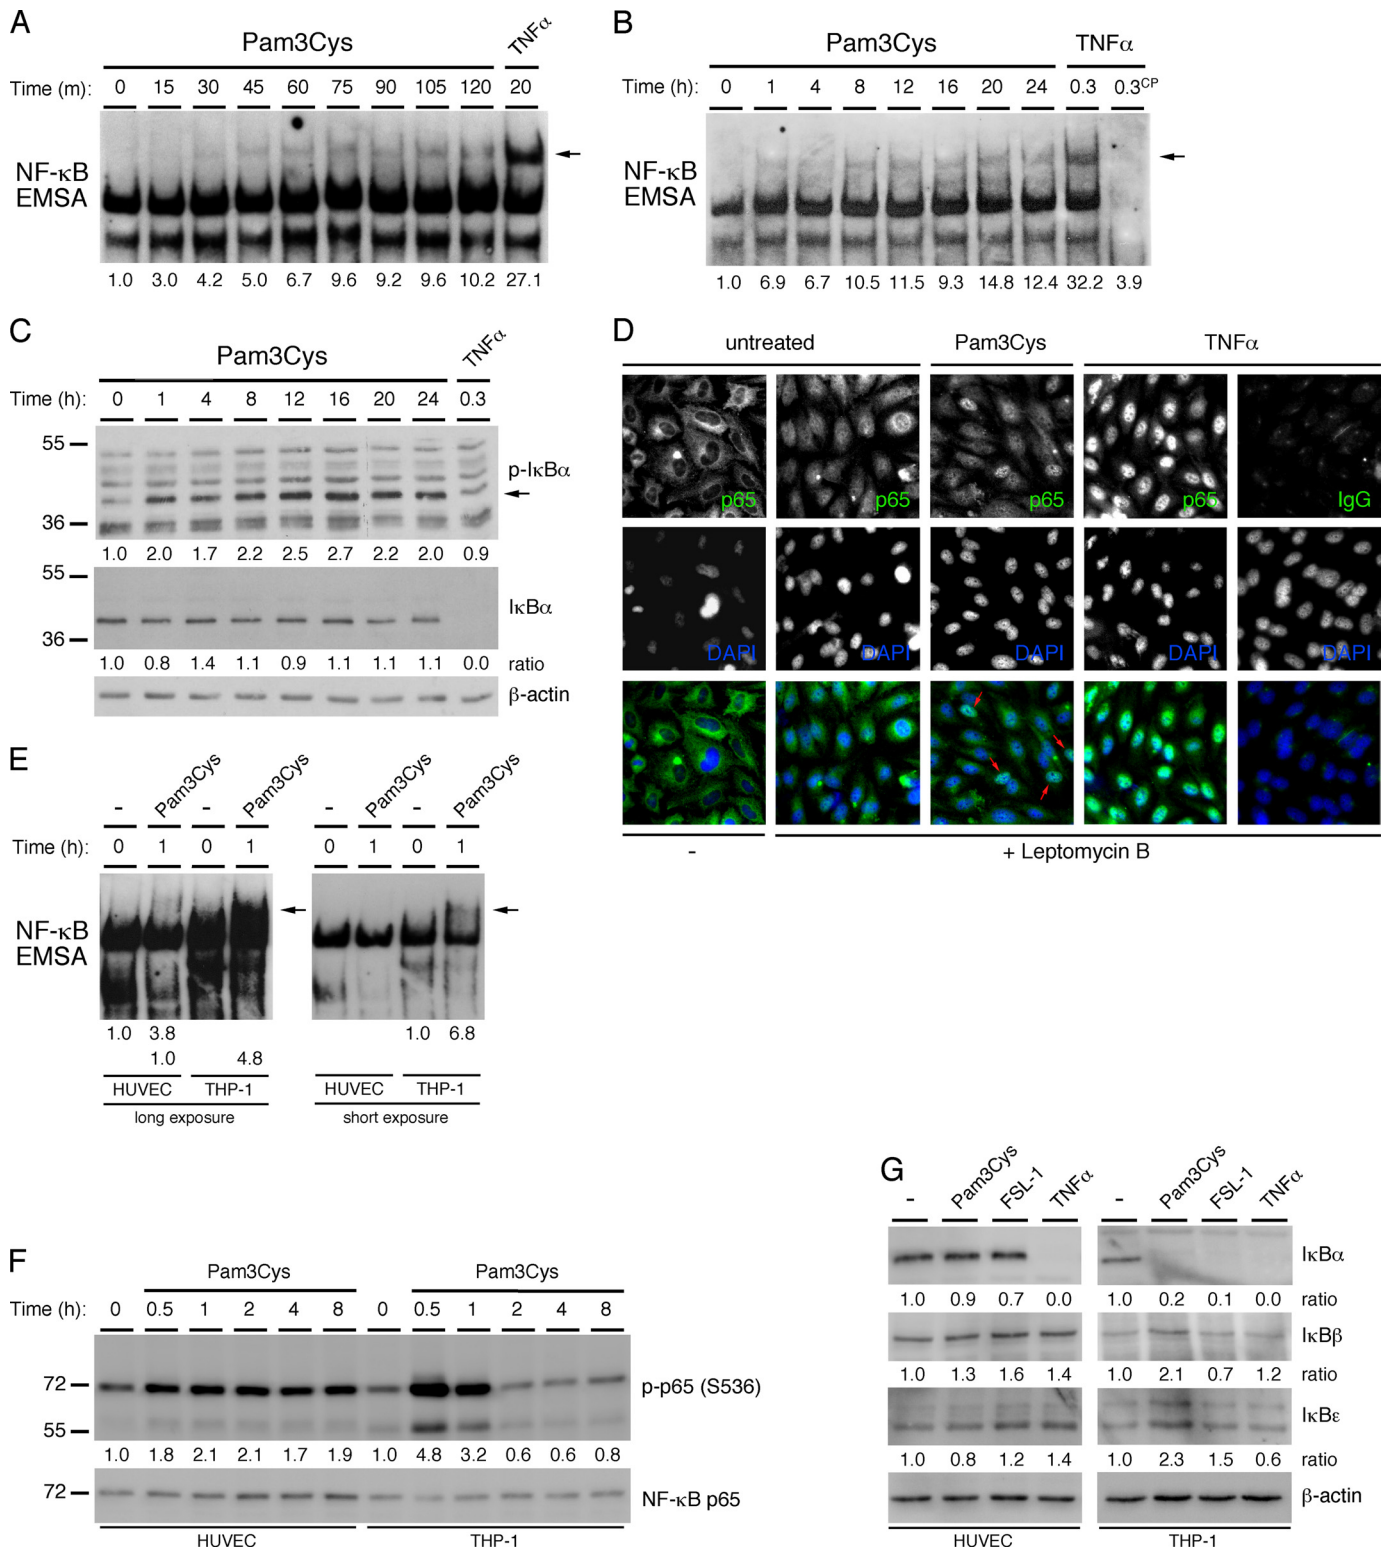 A
Pam3Cys
TNFα
Time (m): 0 15 30 45 60 75 90 105 120 20
NF-κB
EMSA
1.0 3.0 4.2 5.0 6.7 9.6 9.2 9.6 10.2 27.1
B
Pam3Cys TNFα
Time (h): 0 1 4 8 12 16 20 24 0.3 0.3CP
NF-κB
EMSA
1.0 6.9 6.7 10.5 11.5 9.3 14.8 12.4 32.2 3.9
C
Pam3Cys
TNFα
Time (h): 0 1 4 8 12 16 20 24 0.3
55
p-IκBα
36
1.0 2.0 1.7 2.2 2.5 2.7 2.2 2.0 0.9
55
IκBα
36
1.0 0.8 1.4 1.1 0.9 1.1 1.1 1.1 0.0 ratio
β-actin
D
untreated Pam3Cys TNFα
p65 p65 p65 p65 IgG
DAPI DAPI DAPI DAPI DAPI
- + Leptomycin B
E
- Pam3Cys - Pam3Cys - Pam3Cys - Pam3Cys
Time (h): 0 1 0 1 0 1 0 1
NF-κB
EMSA
1.0 3.8 1.0 6.8
1.0 4.8
HUVEC THP-1 HUVEC THP-1
long exposure short exposure
F
Pam3Cys Pam3Cys
Time (h): 0 0.5 1 2 4 8 0 0.5 1 2 4 8
72
p-p65 (S536)
55
1.0 1.8 2.1 2.1 1.7 1.9 1.0 4.8 3.2 0.6 0.6 0.8
72
NF-κB p65
HUVEC THP-1
G
- Pam3Cys FSL-1 TNFα - Pam3Cys FSL-1 TNFα
IκBα
1.0 0.9 0.7 0.0 1.0 0.2 0.1 0.0 ratio
IκBβ
1.0 1.3 1.6 1.4 1.0 2.1 0.7 1.2 ratio
IκBε
1.0 0.8 1.2 1.4 1.0 2.3 1.5 0.6 ratio
β-actin
HUVEC THP-1